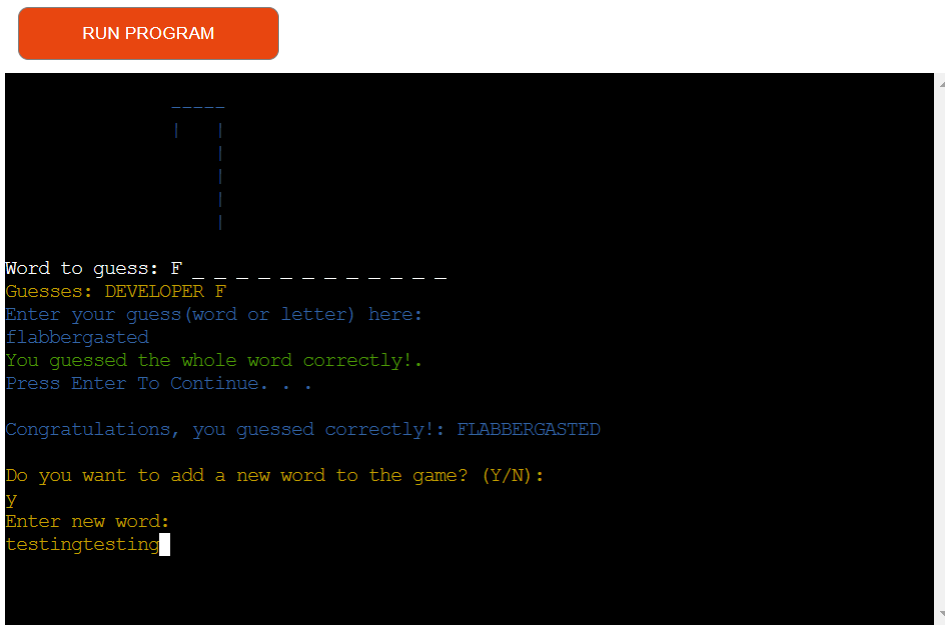 RUN PROGRAM
-----
|   |
|
|
|
|
Word to guess: F _ _ _ _ _ _ _ _ _ _ _ _
Guesses: DEVELOPER F
Enter your guess(word or letter) here:
flabbergasted
You guessed the whole word correctly!.
Press Enter To Continue. . .
Congratulations, you guessed correctly!: FLABBERGASTED
Do you want to add a new word to the game? (Y/N):
y
Enter new word:
testingtesting